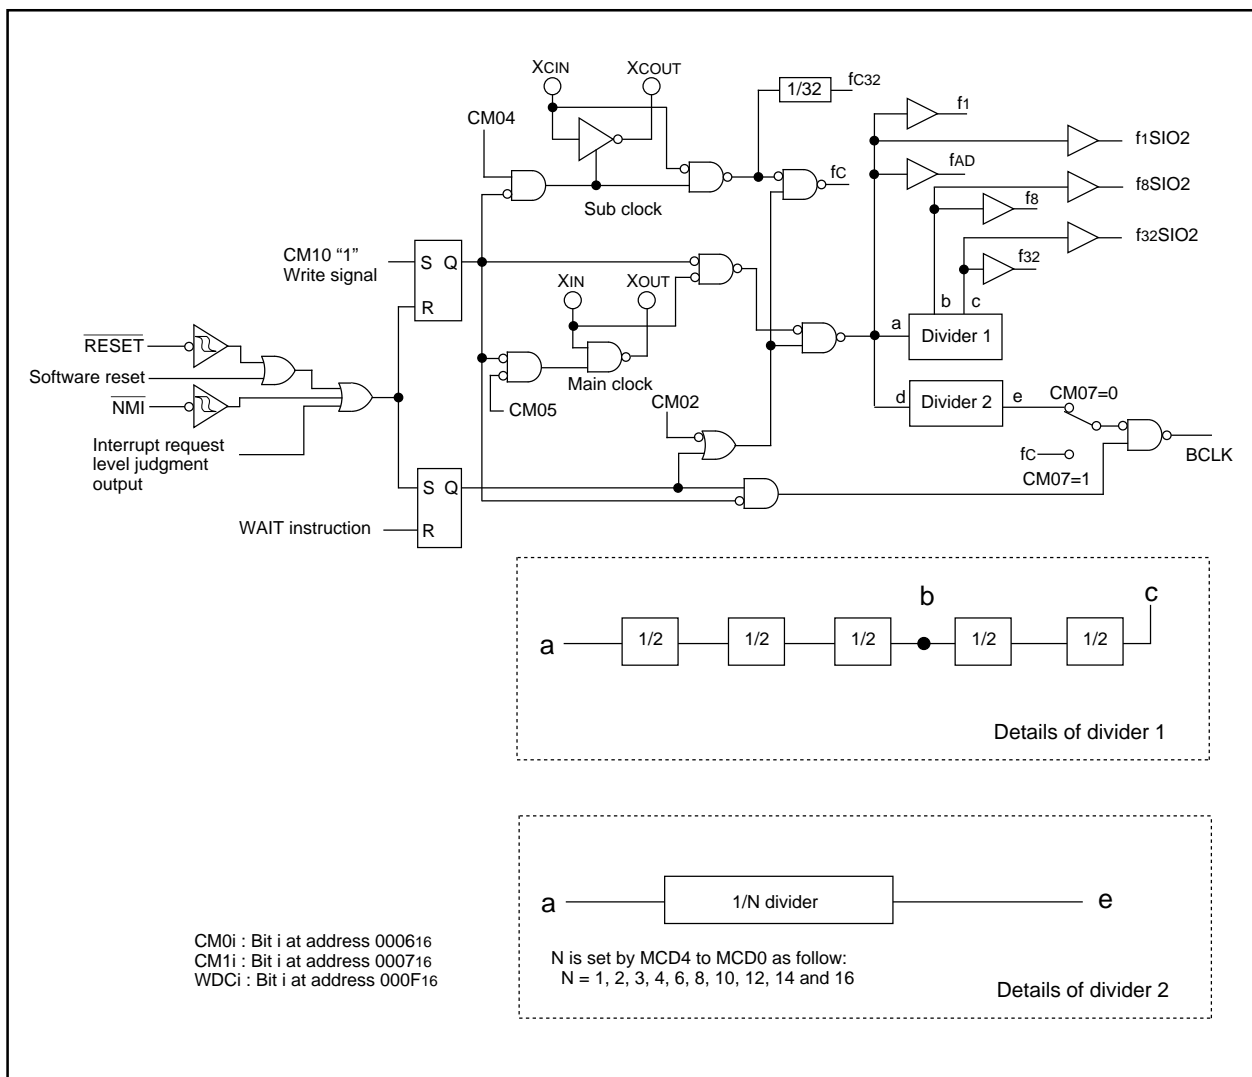 XCIN
XCOUT
1/32
fC32
CM04
f1
f1SIO2
fAD
fC
f8SIO2
f8
Sub clock
f32SIO2
f32
CM10 “1”
Write signal
S Q
R
XIN
XOUT
b c
a
Divider 1
RESET
Software reset
NMI
Main clock
CM05
CM02
d
Divider 2
e
CM07=0
Interrupt request
level judgment
output
fC
CM07=1
BCLK
S Q
R
WAIT instruction
a
1/2
1/2
1/2
b
1/2
1/2
c
Details of divider 1
a
1/N divider
e
N is set by MCD4 to MCD0 as follow:
N = 1, 2, 3, 4, 6, 8, 10, 12, 14 and 16
Details of divider 2
CM0i : Bit i at address 000616
CM1i : Bit i at address 000716
WDCi : Bit i at address 000F16